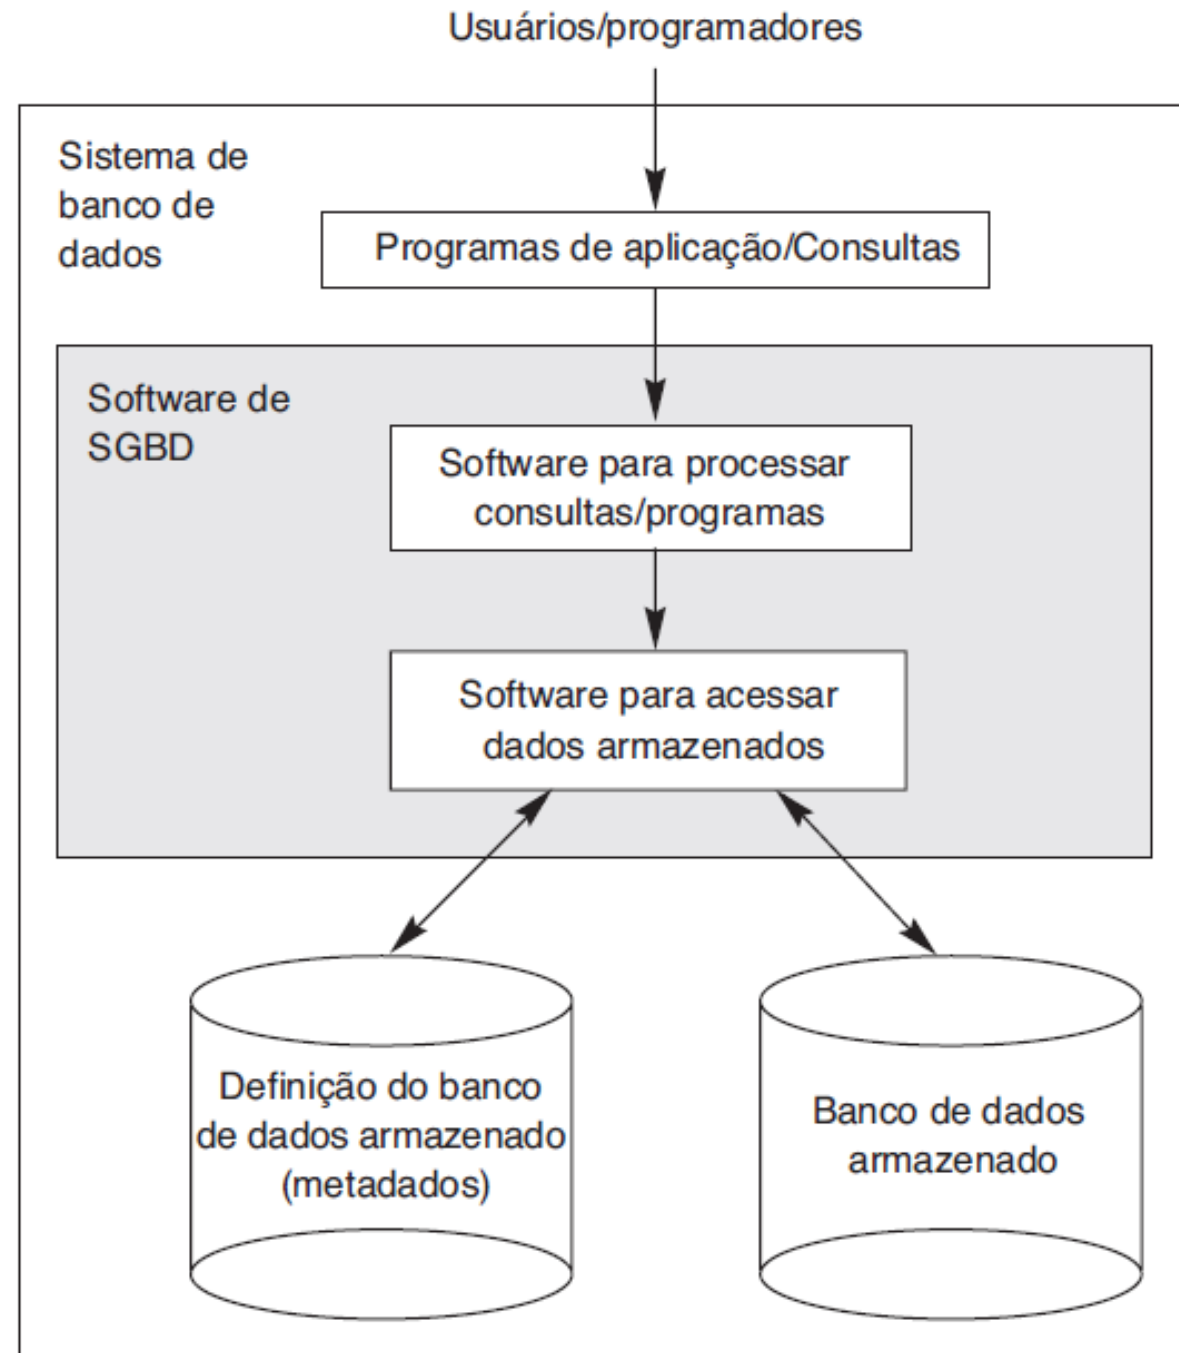 Usuários/programadores
Sistema de
banco de
dados
Programas de aplicação/Consultas
Software de
SGBD
Software para processar
consultas/programas
Software para acessar
dados armazenados
Definição do banco
de dados armazenado
(metadados)
Banco de dados
armazenado